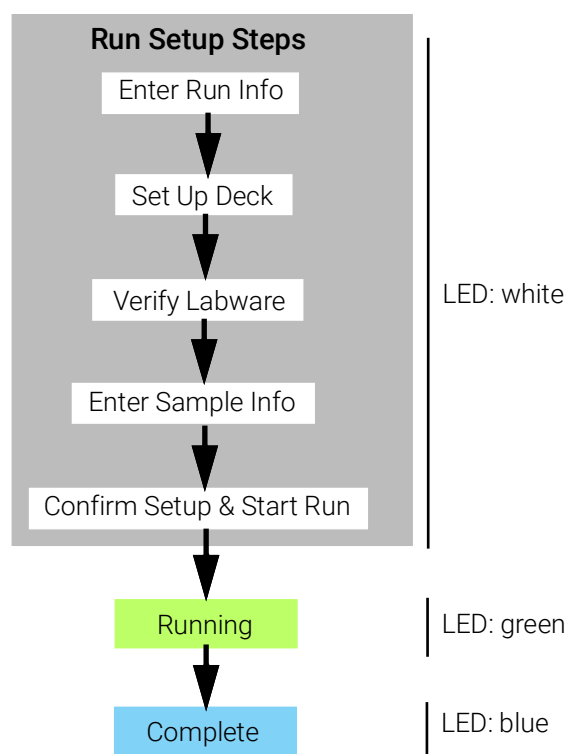 Run Setup Steps
Enter Run Info
Set Up Deck
Verify Labware
LED: white
Enter Sample Info
Confirm Setup & Start Run
Running
LED: green
Complete
LED: blue